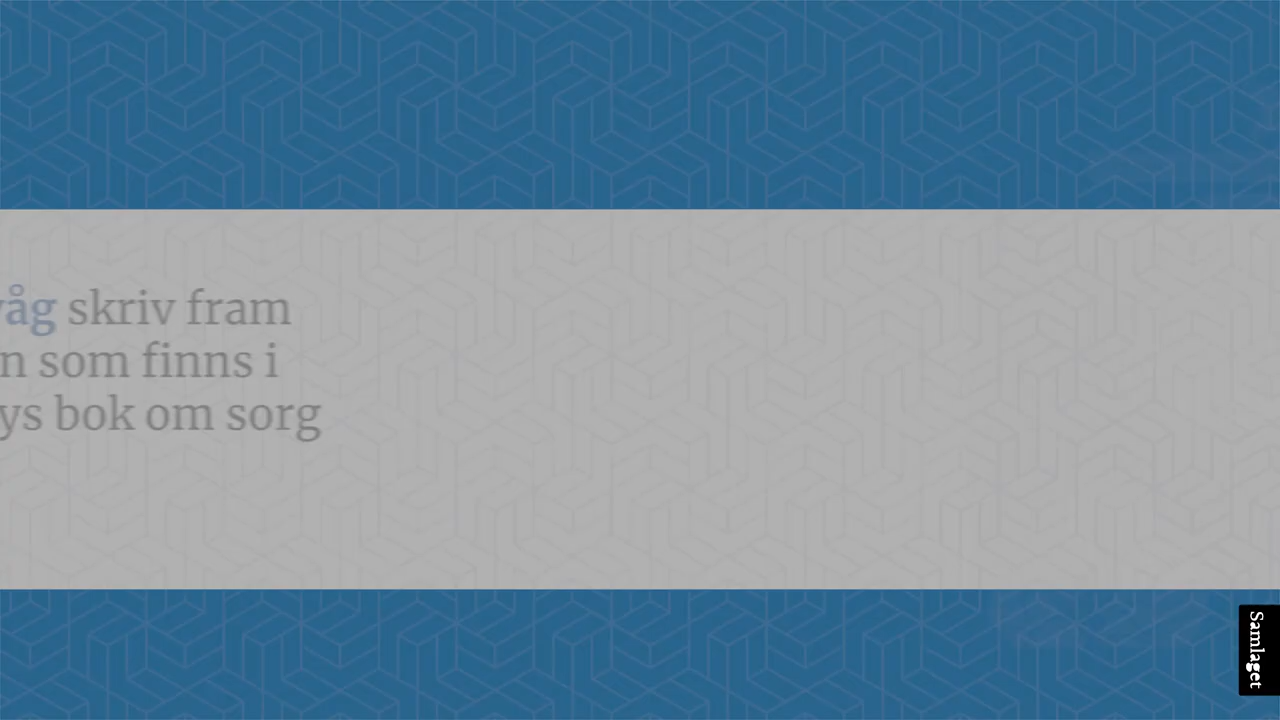 våg skriv fram
n som finns i
ys bok om sorg
Samlaget